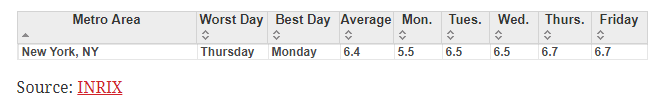 Metro Area Worst Day Best Day Average Mon. Tues. Wed. Thurs. Friday
New York, NY Thursday Monday 6.4 5.5 6.5 6.5 6.7 6.7
Source: INRIX